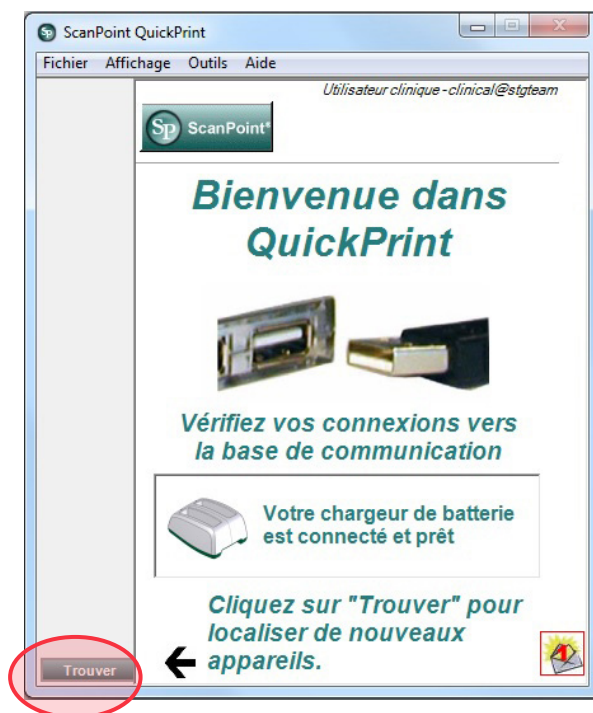 ScanPoint QuickPrint
Fichier Affichage Outils Aide
Utilisateur clinique - clinical@stgteam
Sp ScanPoint*
Bienvenue dans
QuickPrint
Vérifiez vos connexions vers
la base de communication
Votre chargeur de batterie
est connecté et prêt
Cliquez sur "Trouver" pour
localiser de nouveaux
appareils.
Trouver